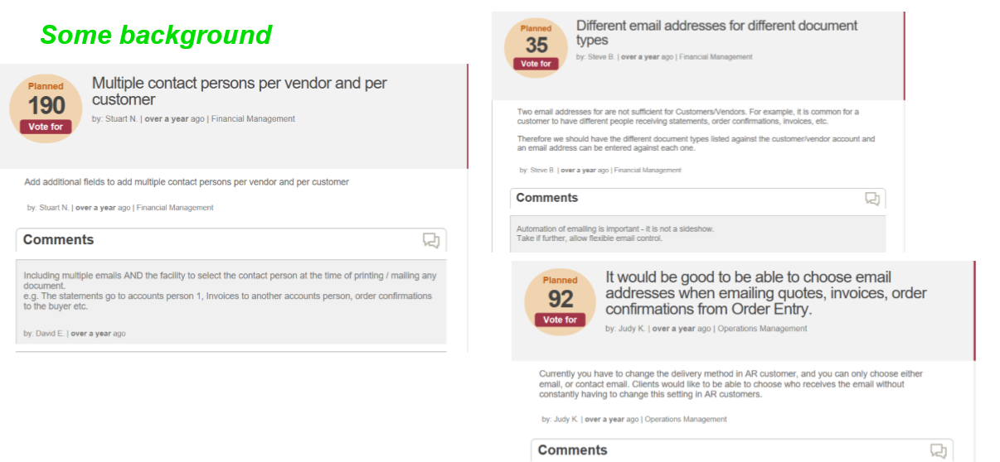 Some background
Planned
190
Vote for
Multiple contact persons per vendor and per
customer
by: Stuart N. | over a year ago | Financial Management
Add additional fields to add multiple contact persons per vendor and per customer
by: Stuart N. | over a year ago | Financial Management
Comments
Including multiple emails AND the facility to select the contact person at the time of printing / mailing any
document.
e.g. The statements go to accounts person 1, Invoices to another accounts person, order confirmations
to the buyer etc.
by: David E. | over a year ago
Planned
35
Vote for
Different email addresses for different document
types
by: Steve B. | over a year ago | Financial Management
Two email addresses for are not sufficient for Customers/Vendors. For example, it is common for a
customer to have different people receiving statements, order confirmations, invoices, etc.
Therefore we should have the different document types listed against the customer/vendor account and
an email address can be entered against each one.
by: Steve B. | over a year ago | Financial Management
Comments
Automation of emailing is important - it is not a sideshow.
Take if further, allow flexible email control.
Planned
92
Vote for
It would be good to be able to choose email
addresses when emailing quotes, invoices, order
confirmations from Order Entry.
by: Judy K. | over a year ago | Operations Management
Currently you have to change the delivery method in AR customer, and you can only choose either
email, or contact email. Clients would like to be able to choose who receives the email without
constantly having to change this setting in AR customers.
by: Judy K. | over a year ago | Operations Management
Comments